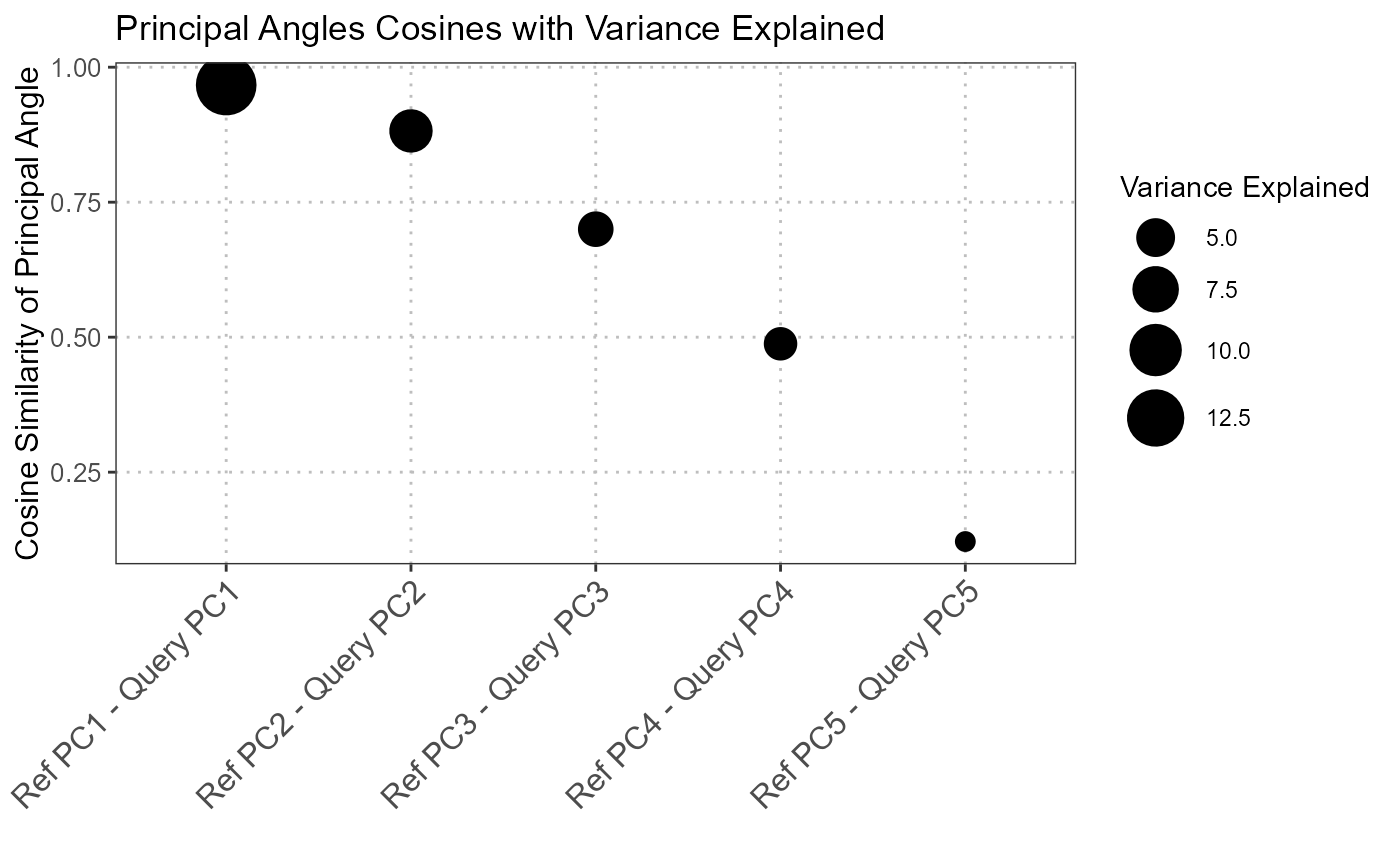 Principal Angles Cosines with Variance Explained
Cosine Similarity of Principal Angle
1.00
0.75
0.50
0.25
Ref PC1 - Query PC1
Ref PC2 - Query PC2
Ref PC3 - Query PC3
Ref PC4 - Query PC4
Ref PC5 - Query PC5
Variance Explained
5.0
7.5
10.0
12.5